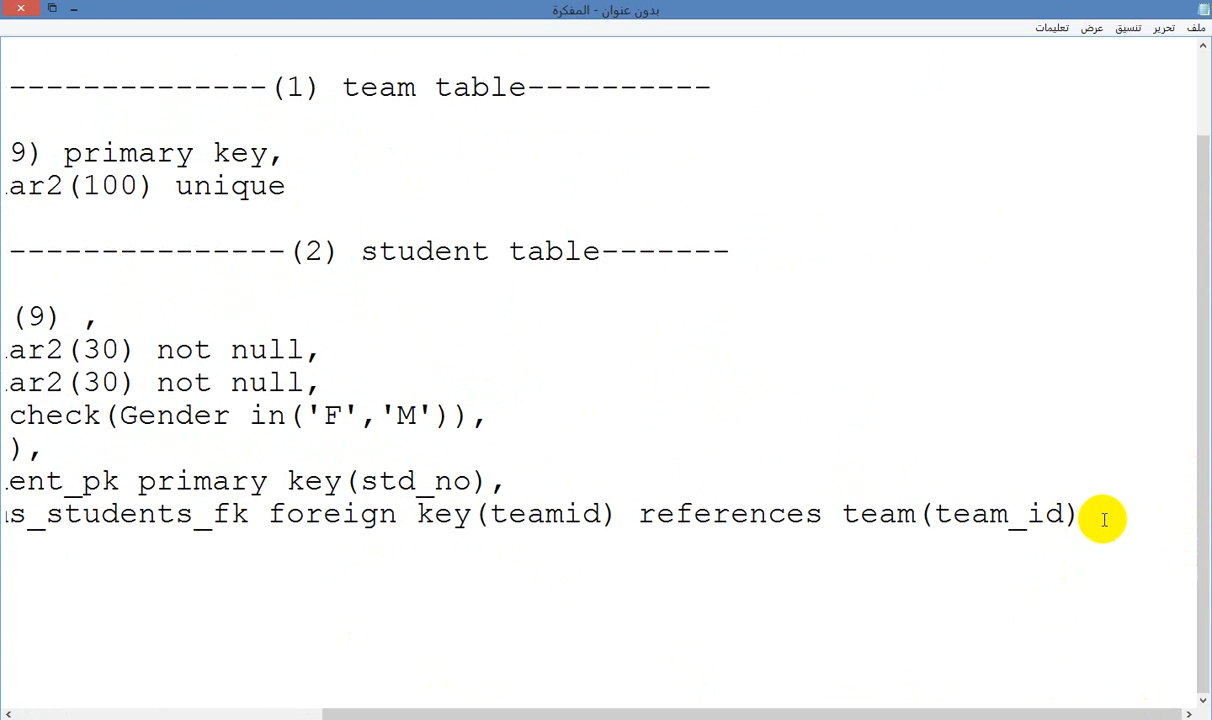 بدون عنوان - المفكرة
ملف تحرير تنسيق عرض تعليمات
--------------(1) team table----------
9) primary key,
ar2(100) unique
---------------(2) student table-------
(9) ,
ar2(30) not null,
ar2(30) not null,
check(Gender in('F','M')),
),
ent_pk primary key(std_no),
s_students_fk foreign key(teamid) references team(team_id)